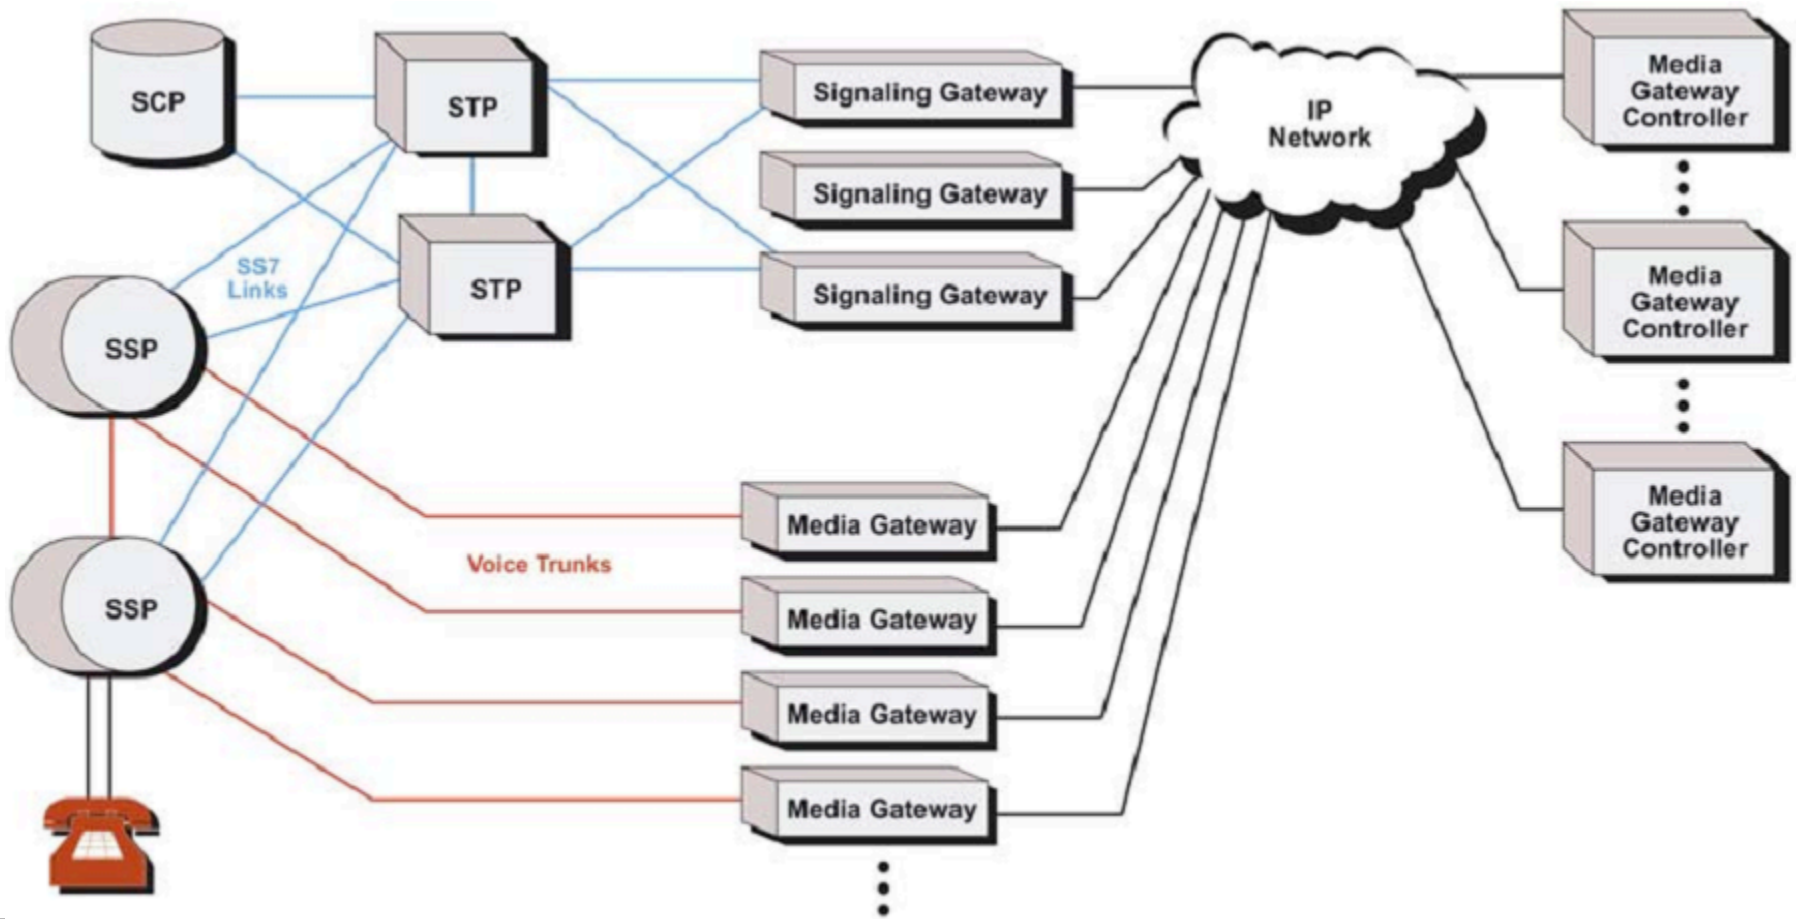 SCP
STP
Signaling Gateway
IP
Network
Media
Gateway
Controller
Signaling Gateway
SS7
Links
STP
Signaling Gateway
Media
Gateway
Controller
SSP
Media Gateway
Media
Gateway
Controller
Voice Trunks
SSP
Media Gateway
Media Gateway
Media Gateway